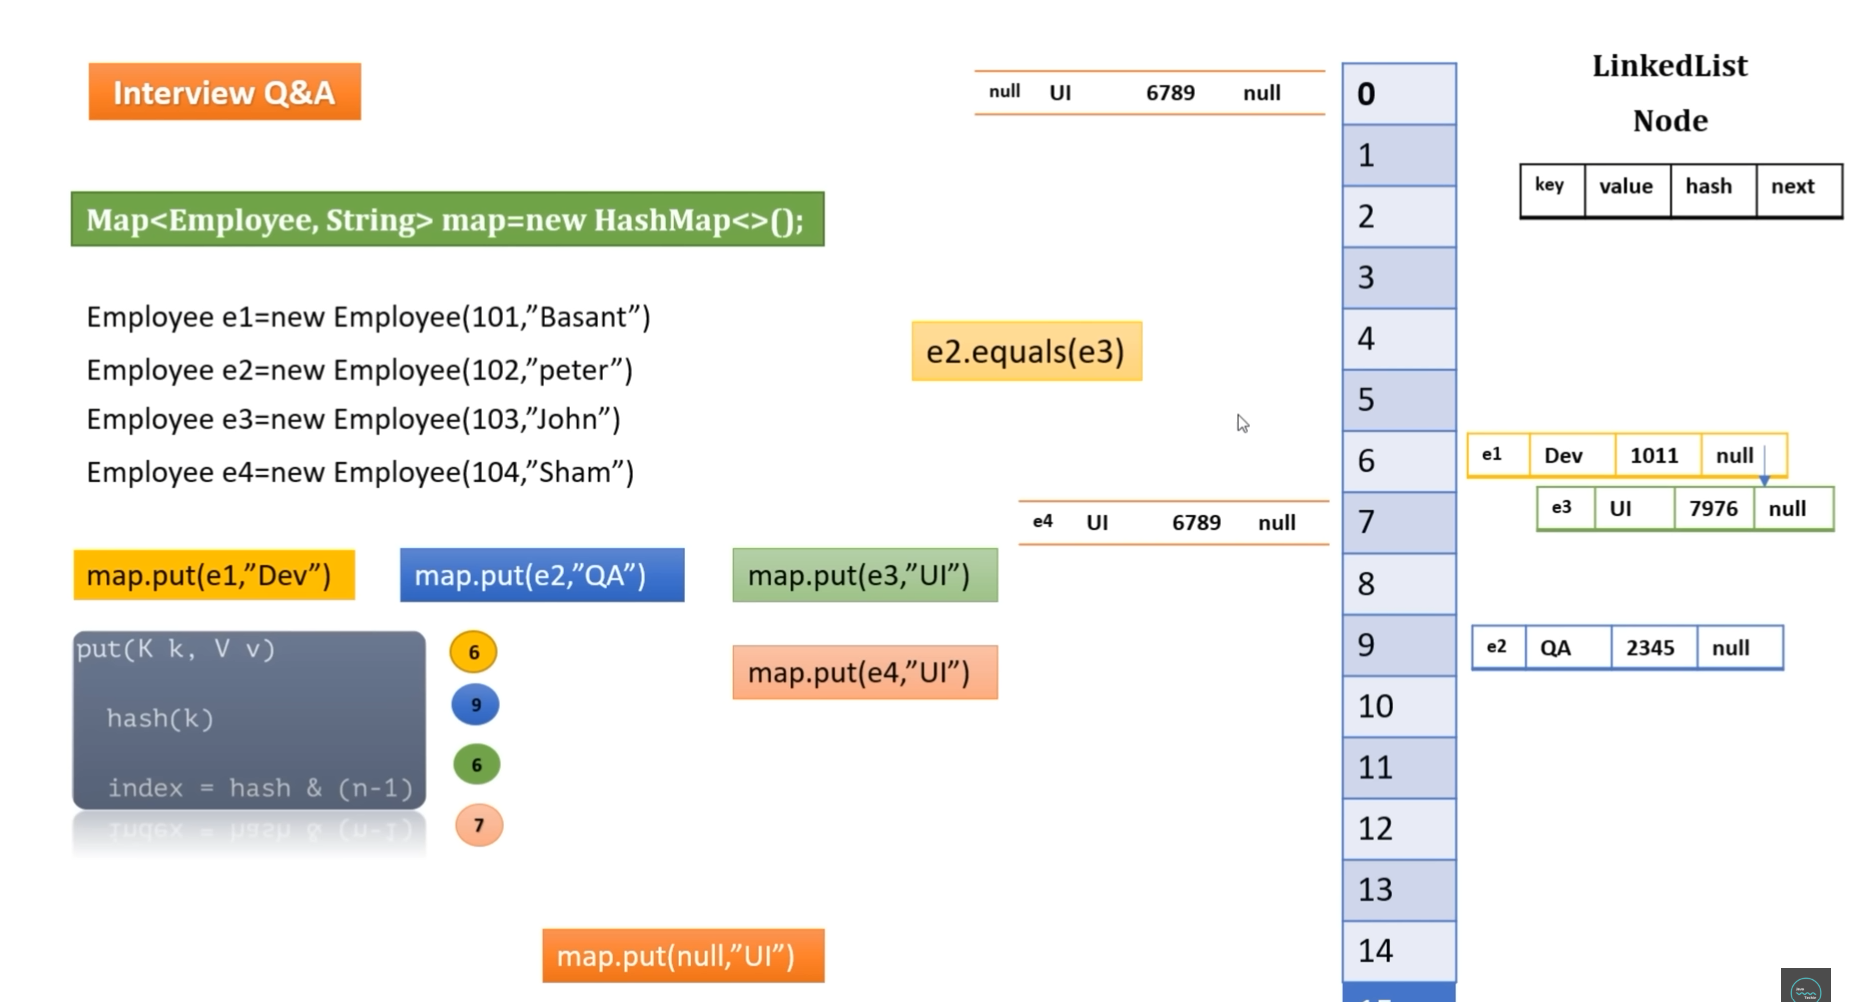 Interview Q&A
Map<Employee, String> map=new HashMap<>();
Employee e1=new Employee(101,”Basant”)
Employee e2=new Employee(102,”peter”)
Employee e3=new Employee(103,”John”)
Employee e4=new Employee(104,”Sham”)
map.put(e1,”Dev”)
map.put(e2,”QA”)
map.put(e3,”UI”)
map.put(e4,”UI”)
put(K k, V v)
hash(k)
index = hash & (n-1)
6
9
6
7
map.put(null,”UI”)
null UI 6789 null
e2.equals(e3)
e4 UI 6789 null
0
1
2
3
4
5
6
7
8
9
10
11
12
13
14
LinkedList
Node
key value hash next
e1 Dev 1011 null
e3 UI 7976 null
e2 QA 2345 null